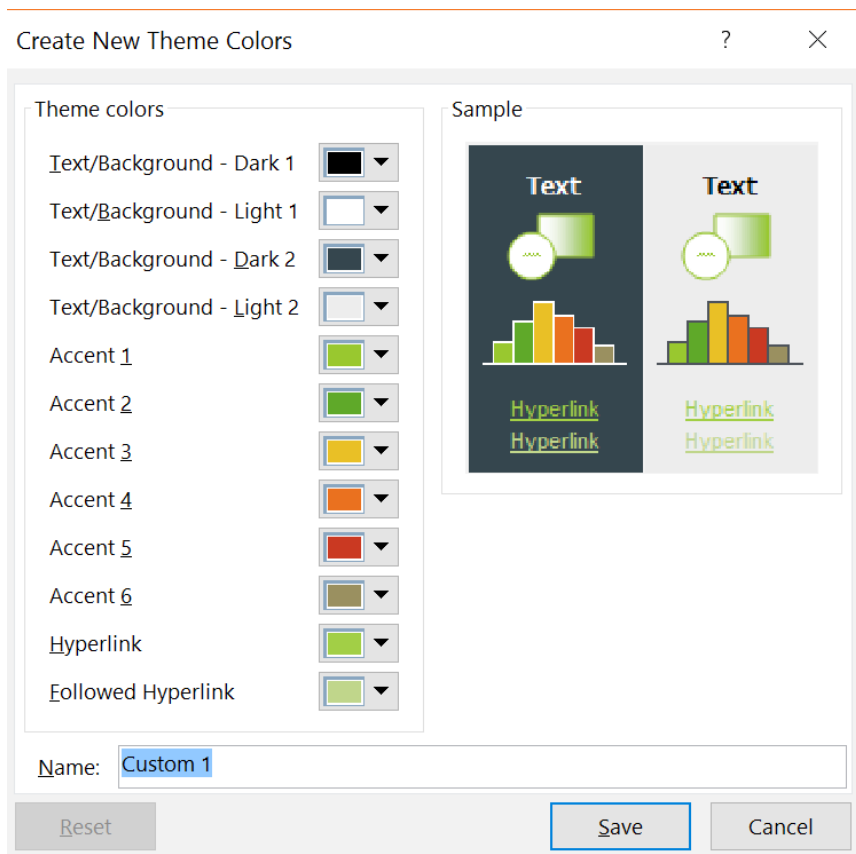 Create New Theme Colors ?
Theme colors
Text/Background - Dark 1
Text/Background - Light 1
Text/Background - Dark 2
Text/Background - Light 2
Accent 1
Accent 2
Accent 3
Accent 4
Accent 5
Accent 6
Hyperlink
Followed Hyperlink
Sample
Text Text
Hyperlink Hyperlink
Hyperlink Hyperlink
Name: Custom 1
Reset Save Cancel